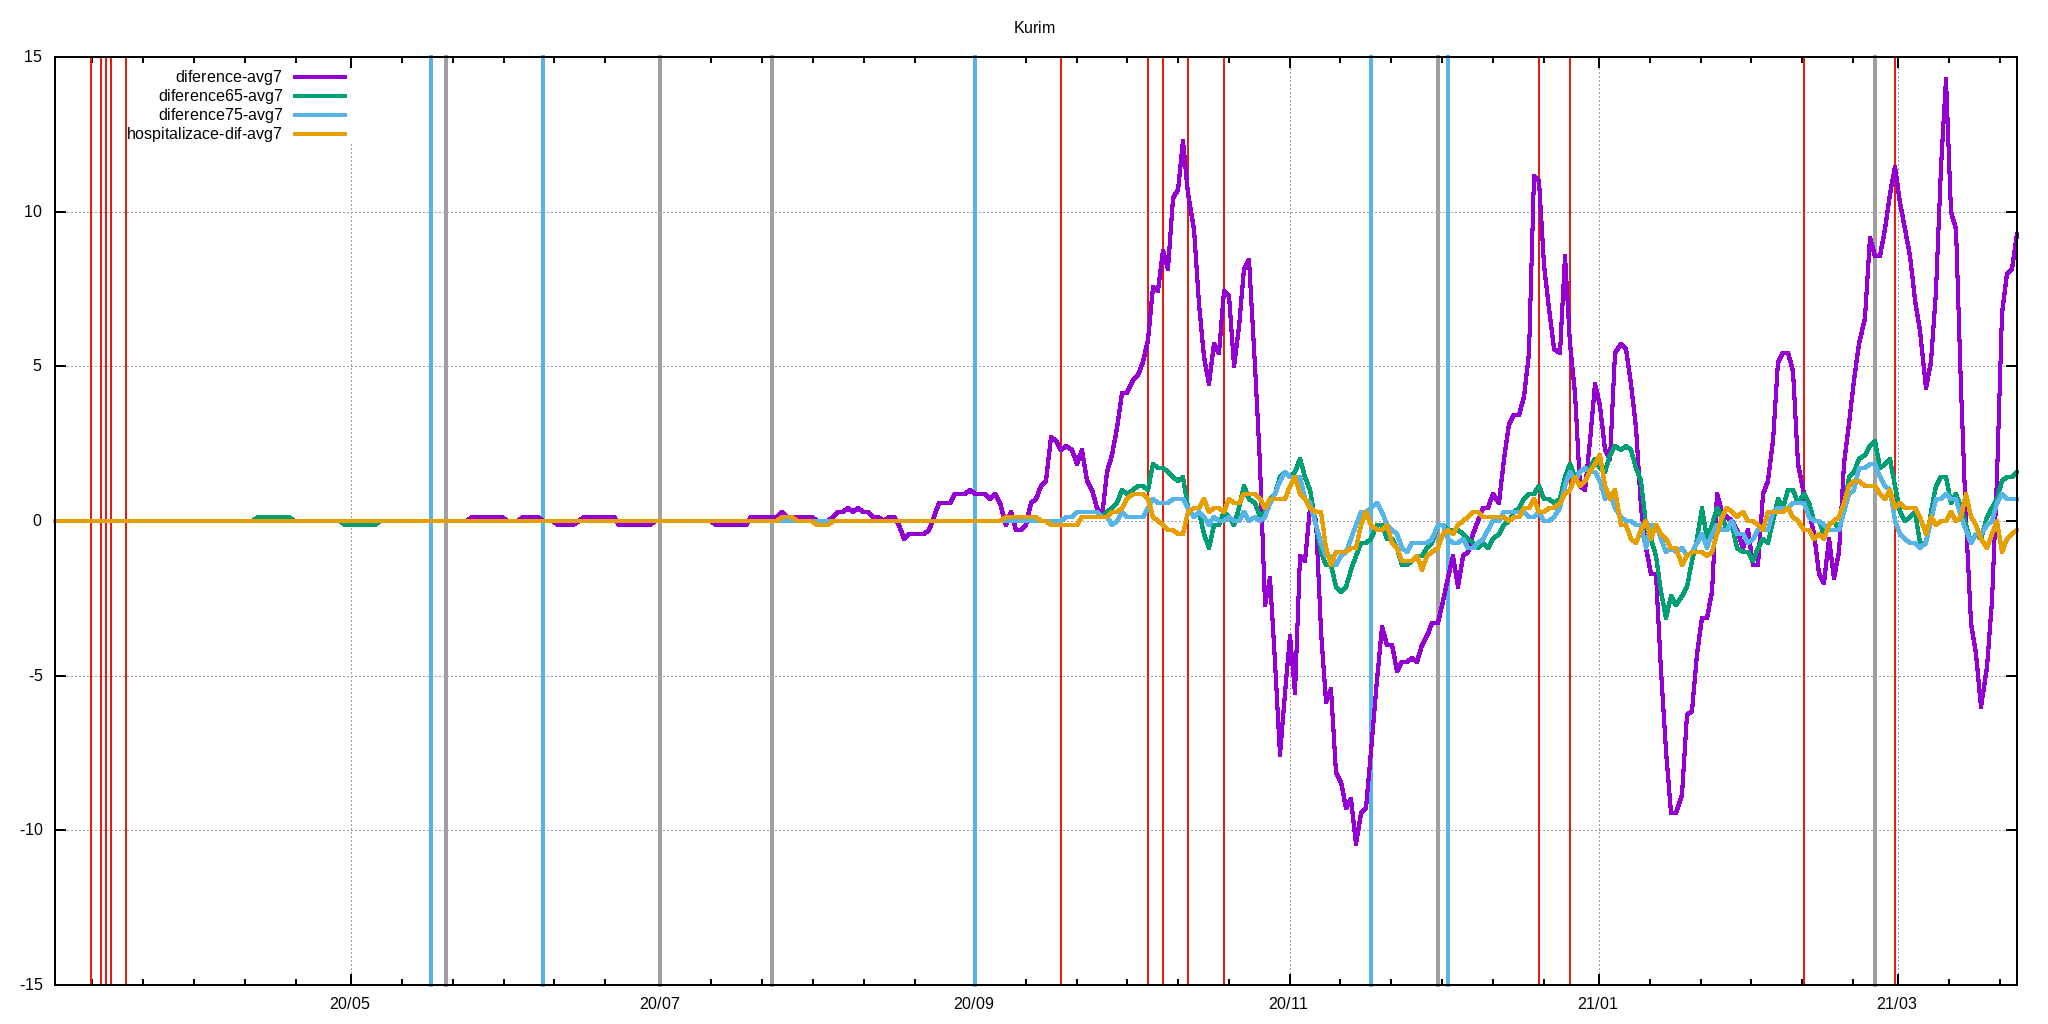 Kurim
15
diference-avg7
diference65-avg7
diference75-avg7
hospitalizace-dif-avg7
10
5
0
-5
-10
-15
20/05 20/07 20/09 20/11 21/01 21/03